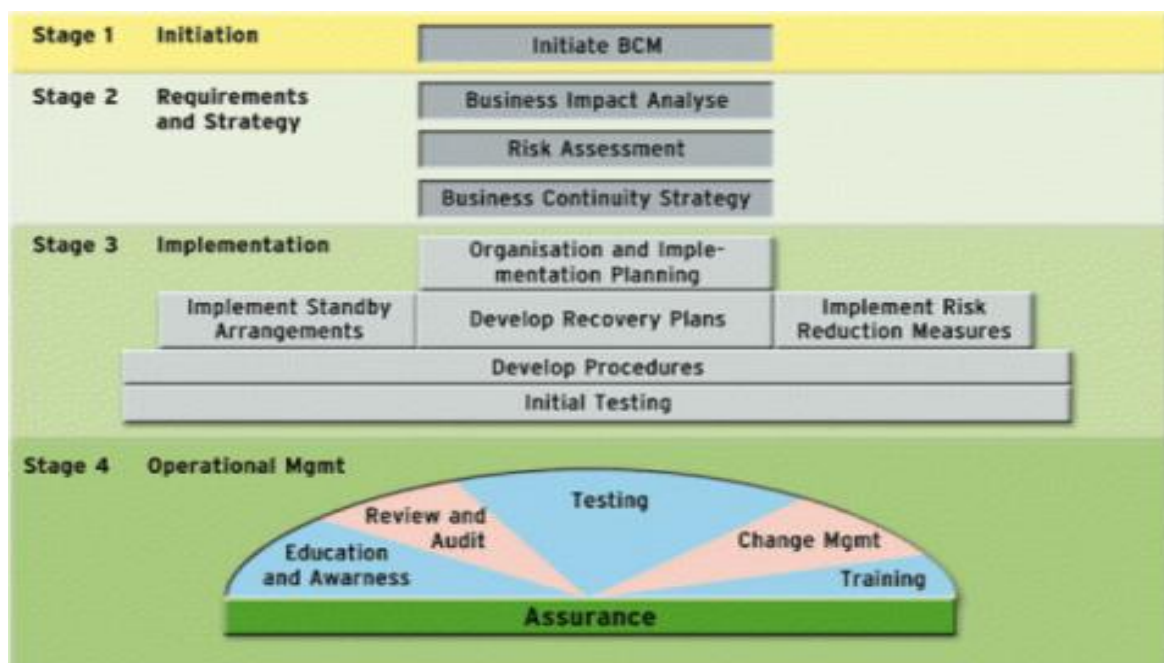 Stage 1 Initiation
Initiate BCM
Stage 2 Requirements
and Strategy
Business Impact Analyse
Risk Assessment
Business Continuity Strategy
Stage 3 Implementation
Organisation and Imple-
mentation Planning
Implement Standby
Arrangements
Develop Recovery Plans
Implement Risk
Reduction Measures
Develop Procedures
Initial Testing
Stage 4 Operational Mgmt
Education
and Awarness
Review and
Audit
Testing
Change Mgmt
Training
Assurance